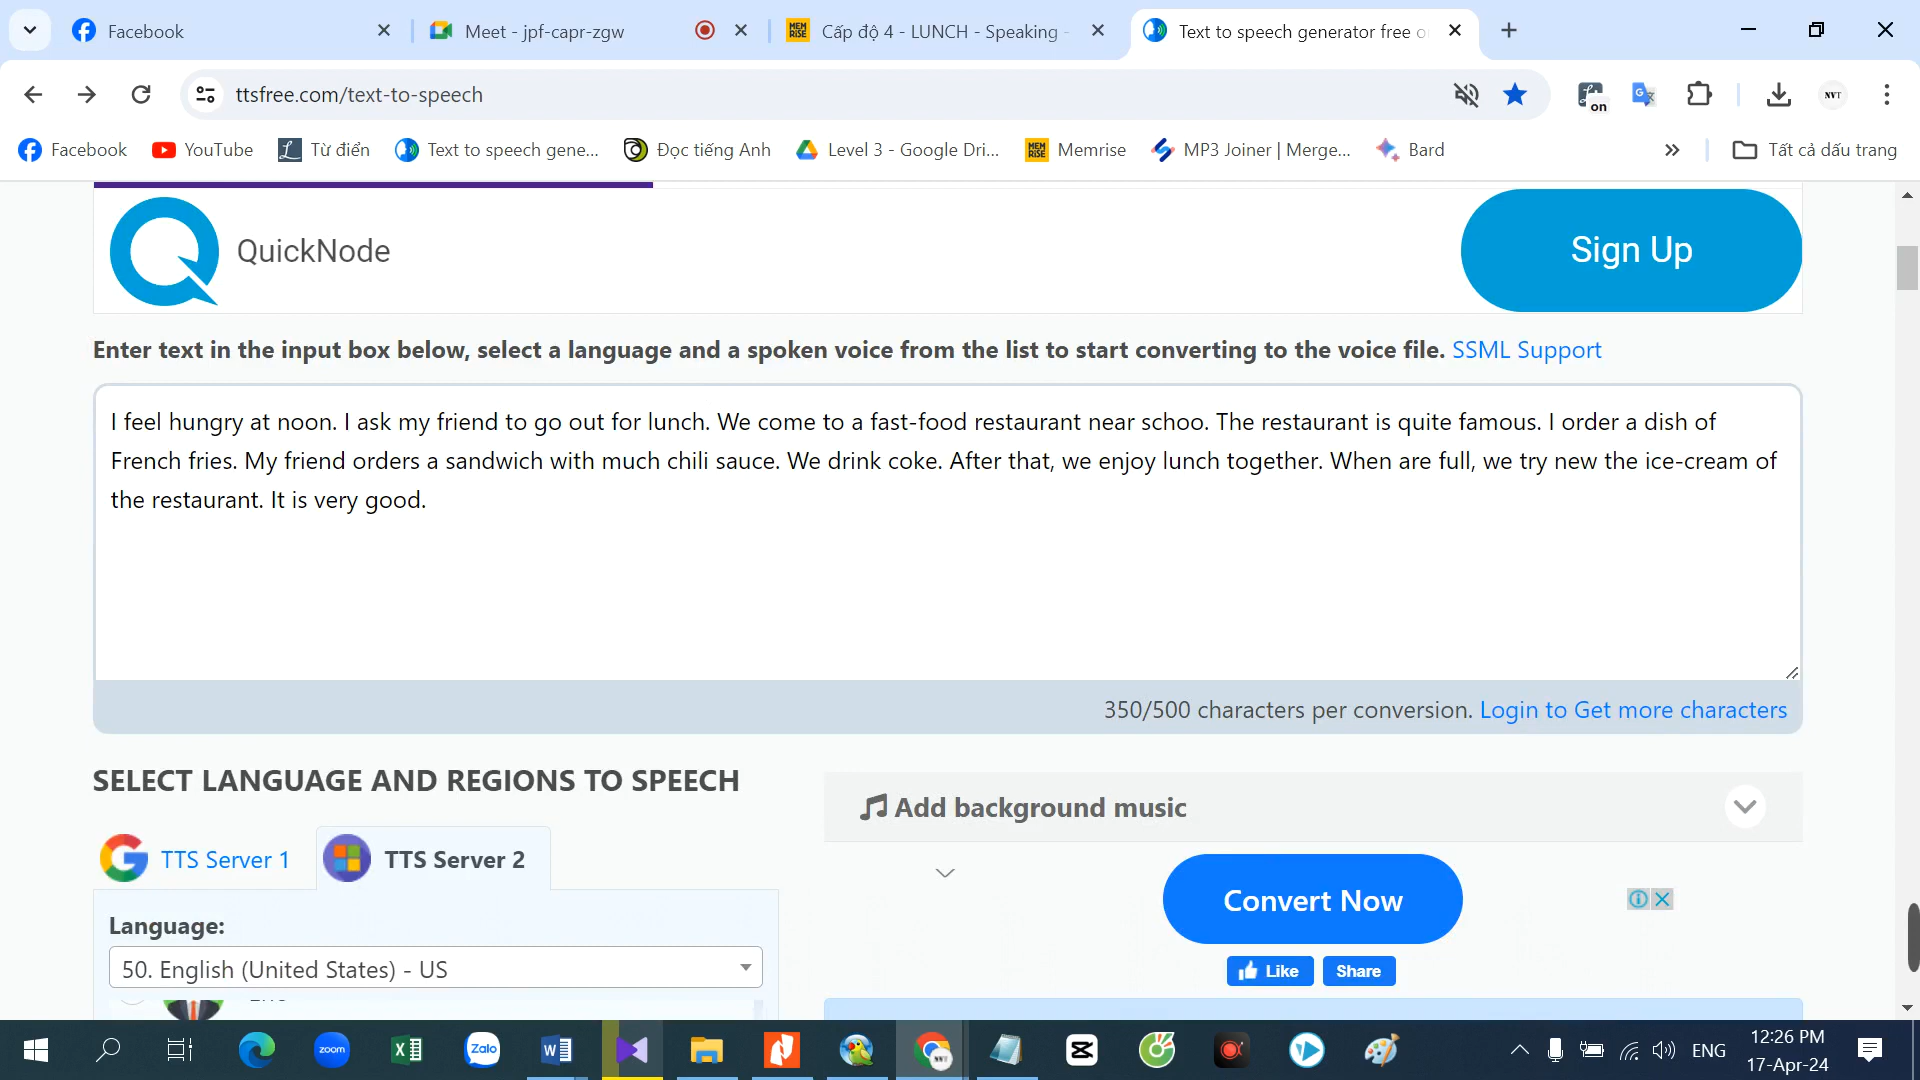 Facebook
Meet - jpf-capr-zgw
Cấp độ 4 - LUNCH - Speaking -
Text to speech generator free o
ttsfree.com/text-to-speech
on
NVT
Facebook
YouTube
Từ điển
Text to speech gene...
Đọc tiếng Anh
Level 3 - Google Dri...
MEM
RISE
Memrise
MP3 Joiner | Merge...
Bard
Tất cả dấu trang
QuickNode
Sign Up
Enter text in the input box below, select a language and a spoken voice from the list to start converting to the voice file. SSML Support
I feel hungry at noon. I ask my friend to go out for lunch. We come to a fast-food restaurant near schoo. The restaurant is quite famous. I order a dish of
French fries. My friend orders a sandwich with much chili sauce. We drink coke. After that, we enjoy lunch together. When are full, we try new the ice-cream of
the restaurant. It is very good.
350/500 characters per conversion. Login to Get more characters
SELECT LANGUAGE AND REGIONS TO SPEECH
Add background music
TTS Server 1
TTS Server 2
Convert Now
Language:
50. English (United States) - US
Like
Share
zoom
Zalo
ENG
12:26 PM
17-Apr-24